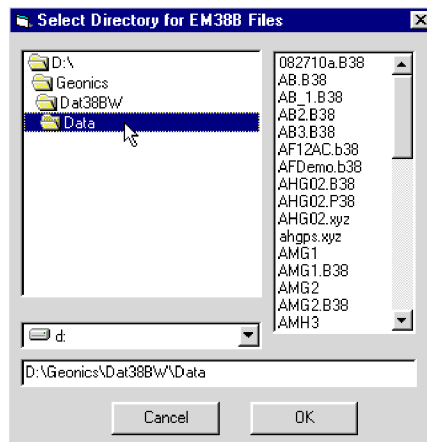 Select Directory for EM38B Files
D:\
Geonics
Dat38BW
Data
082710a.B38
AB.B38
AB_1.B38
AB2.B38
AB3.B38
AF12AC.b38
AFDemo.b38
AHG02.B38
AHG02.P38
AHG02.xyz
ahgps.xyz
AMG1
AMG1.B38
AMG2
AMG2.B38
AMH3
d:
D:\Geonics\Dat38BW\Data
Cancel
OK